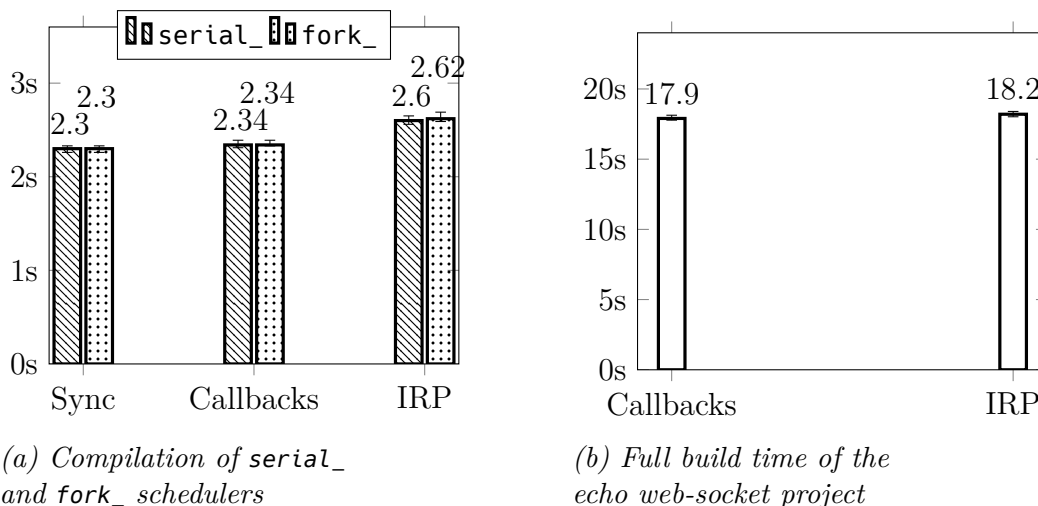 serial_ fork_
3s
2s
1s
0s
2.3
2.3
2.34
2.34
2.6
2.62
Sync Callbacks IRP
(a) Compilation of serial_
and fork_ schedulers
20s
15s
10s
5s
0s
17.9
18.2
Callbacks IRP
(b) Full build time of the
echo web-socket project